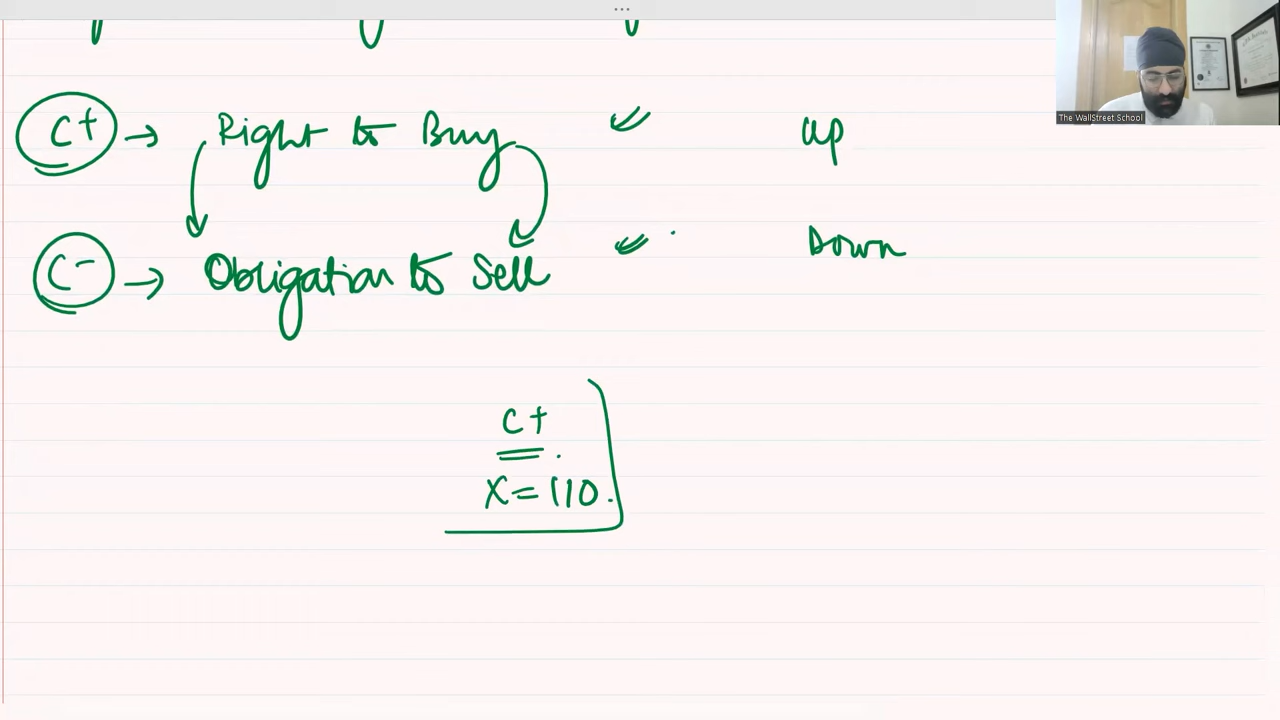 C+ → Right to Buy up
C- → Obligation to Sell Down
C+
X = 110.
The WallStreet School